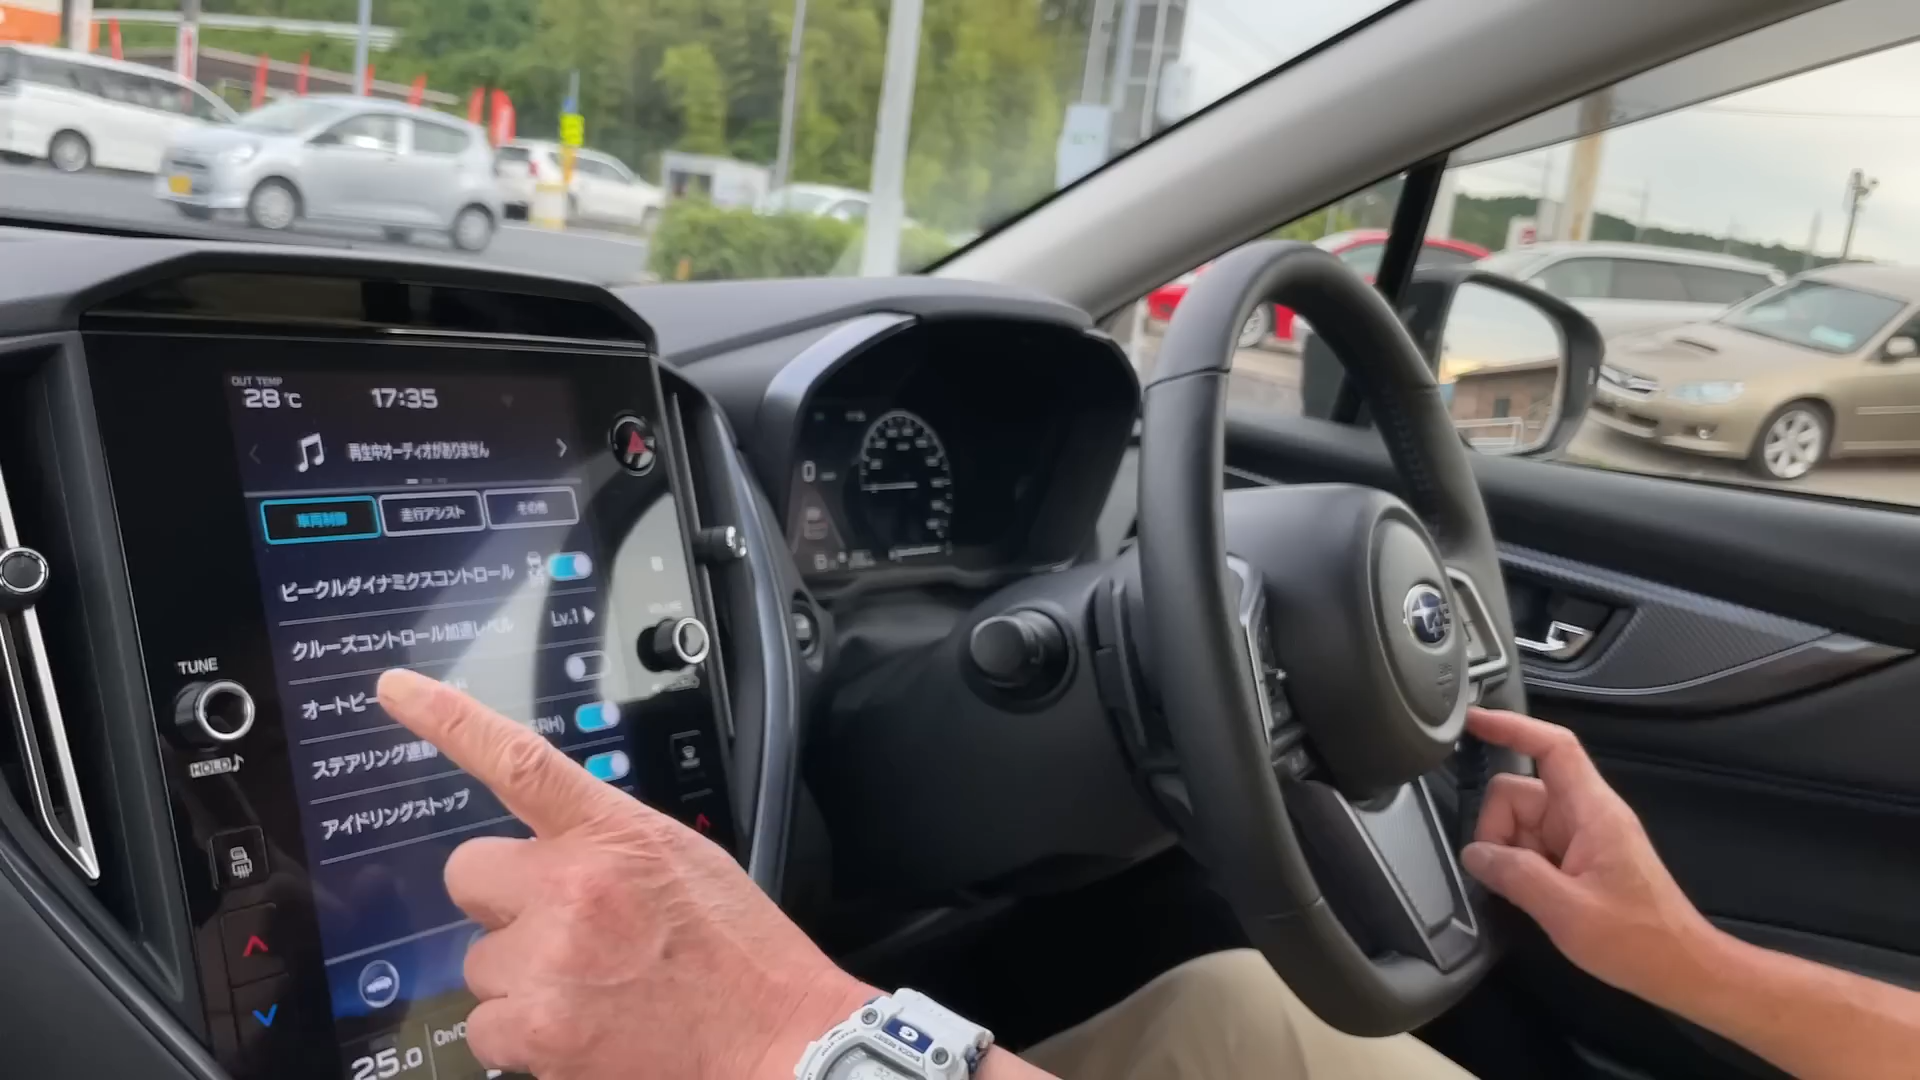 OUT TEMP
28℃
17:35
再生中オーディオがありません
車両制御
走行アシスト
その他
ビークルダイナミクスコントロール
クルーズコントロール加速レベル
Lv.1
オートビー
ステアリング連動
SRH)
アイドリングストップ
TUNE
HOLD
25.0
0
G